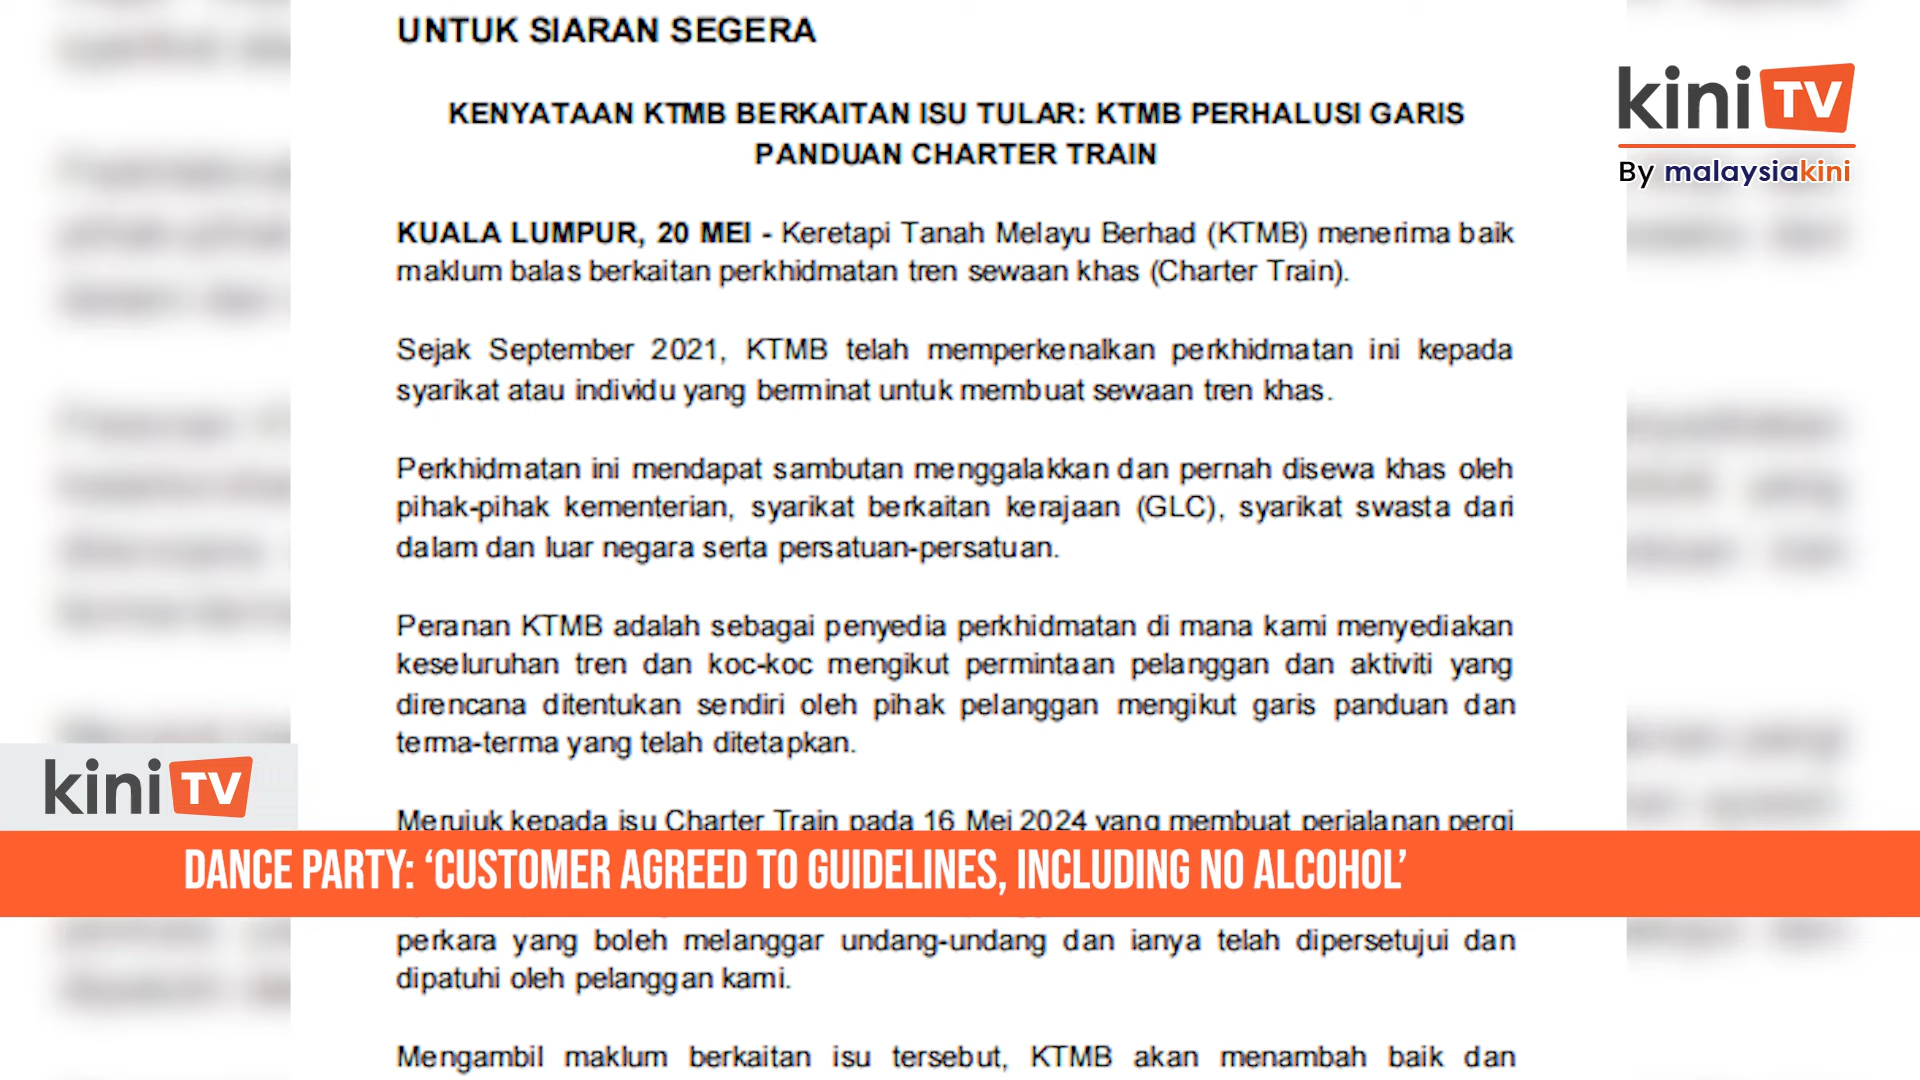 UNTUK SIARAN SEGERA
KENYATAAN KTMB BERKAITAN ISU TULAR: KTMB PERHALUSI GARIS
PANDUAN CHARTER TRAIN
kini TV
By malaysiakini
KUALA LUMPUR, 20 MEI - Keretapi Tanah Melayu Berhad (KTMB) menerima baik
maklum balas berkaitan perkhidmatan tren sewaan khas (Charter Train).
Sejak September 2021, KTMB telah memperkenalkan perkhidmatan ini kepada
syarikat atau individu yang berminat untuk membuat sewaan tren khas.
Perkhidmatan ini mendapat sambutan menggalakkan dan pernah disewa khas oleh
pihak-pihak kementerian, syarikat berkaitan kerajaan (GLC), syarikat swasta dari
dalam dan luar negara serta persatuan-persatuan.
Peranan KTMB adalah sebagai penyedia perkhidmatan di mana kami menyediakan
keseluruhan tren dan koc-koc mengikut permintaan pelanggan dan aktiviti yang
direncana ditentukan sendiri oleh pihak pelanggan mengikut garis panduan dan
terma-terma yang telah ditetapkan.
kini TV
Merujuk kepada isu Charter Train pada 16 Mei 2024 yang membuat perjalanan pergi
DANCE PARTY: ‘CUSTOMER AGREED TO GUIDELINES, INCLUDING NO ALCOHOL’
perkara yang boleh melanggar undang-undang dan ianya telah dipersetujui dan
dipatuhi oleh pelanggan kami.
Mengambil maklum berkaitan isu tersebut, KTMB akan menambah baik dan